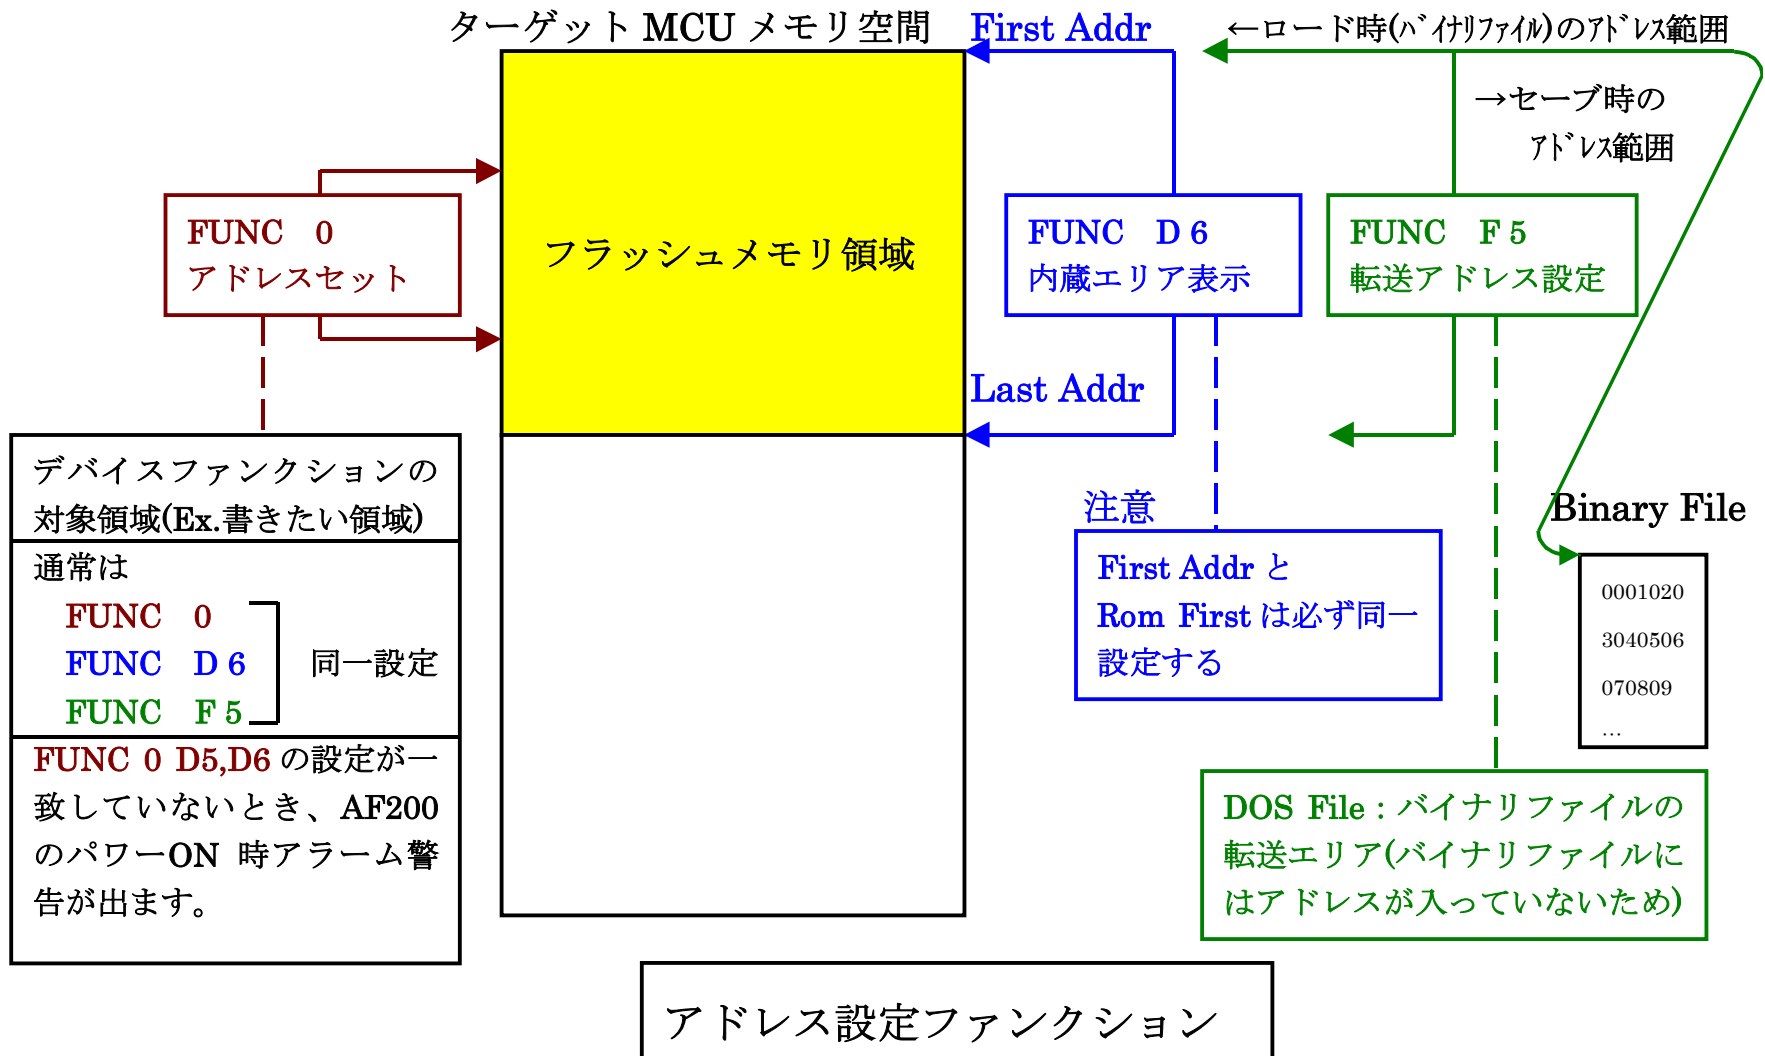 ターゲット MCU メモリ空間
First Addr
←ロード時(ﾊﾞｲﾅﾘﾌｧｲﾙ)のｱﾄﾞﾚｽ範囲
→セーブ時の
ｱﾄﾞﾚｽ範囲
FUNC 0
アドレスセット
フラッシュメモリ領域
FUNC D 6
内蔵エリア表示
FUNC F 5
転送アドレス設定
Last Addr
デバイスファンクションの
対象領域(Ex.書きたい領域)
通常は
FUNC 0
FUNC D 6
FUNC F 5
同一設定
FUNC 0 D5,D6 の設定が一
致していないとき、AF200
のパワーON 時アラーム警
告が出ます。
注意
First Addr と
Rom First は必ず同一
設定する
Binary File
0001020
3040506
070809
…
DOS File : バイナリファイルの
転送エリア(バイナリファイルに
はアドレスが入っていないため)
アドレス設定ファンクション